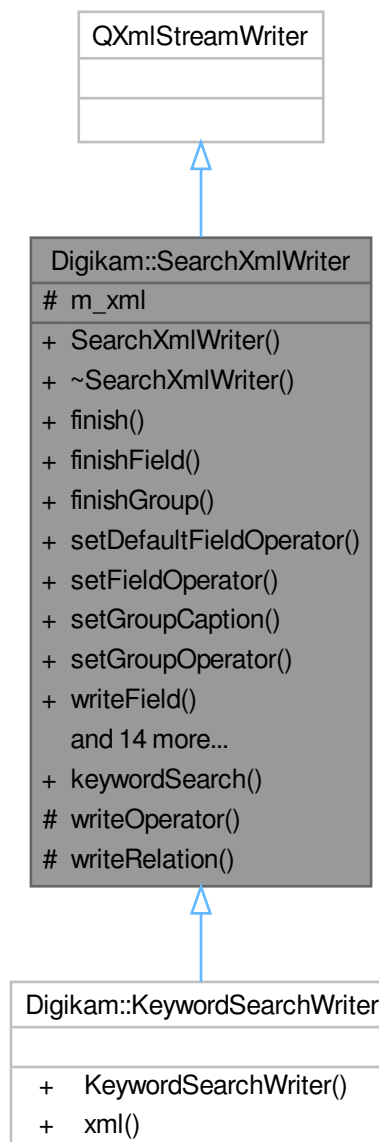 QXmlStreamWriter
Digikam::SearchXmlWriter
# m_xml
+ SearchXmlWriter()
+ ~SearchXmlWriter()
+ finish()
+ finishField()
+ finishGroup()
+ setDefaultFieldOperator()
+ setFieldOperator()
+ setGroupCaption()
+ setGroupOperator()
+ writeField()
and 14 more...
+ keywordSearch()
# writeOperator()
# writeRelation()
Digikam::KeywordSearchWriter
+ KeywordSearchWriter()
+ xml()